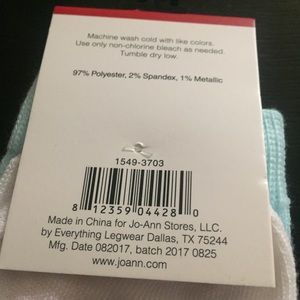 Machine wash cold with like colors.
Use only non-chlorine bleach as needed.
Tumble dry low.
97% Polyester, 2% Spandex, 1% Metallic
1549-3703
8 12359 04428 0
Made in China for Jo-Ann Stores, LLC.
by Everything Legwear Dallas, TX 75244
Mfg. Date 082017, batch 2017 0825
www.joann.com